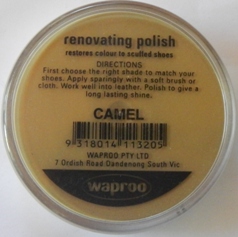 renovating polish
restores colour to scuffed shoes
DIRECTIONS
First choose the right shade to match your
shoes. Apply sparingly with a soft brush or
cloth. Work well into leather. Polish to give a
long lasting shine.
CAMEL
9 318014 113205
WAPROO PTY LTD
7 Ordish Road Dandenong South Vic
waproo